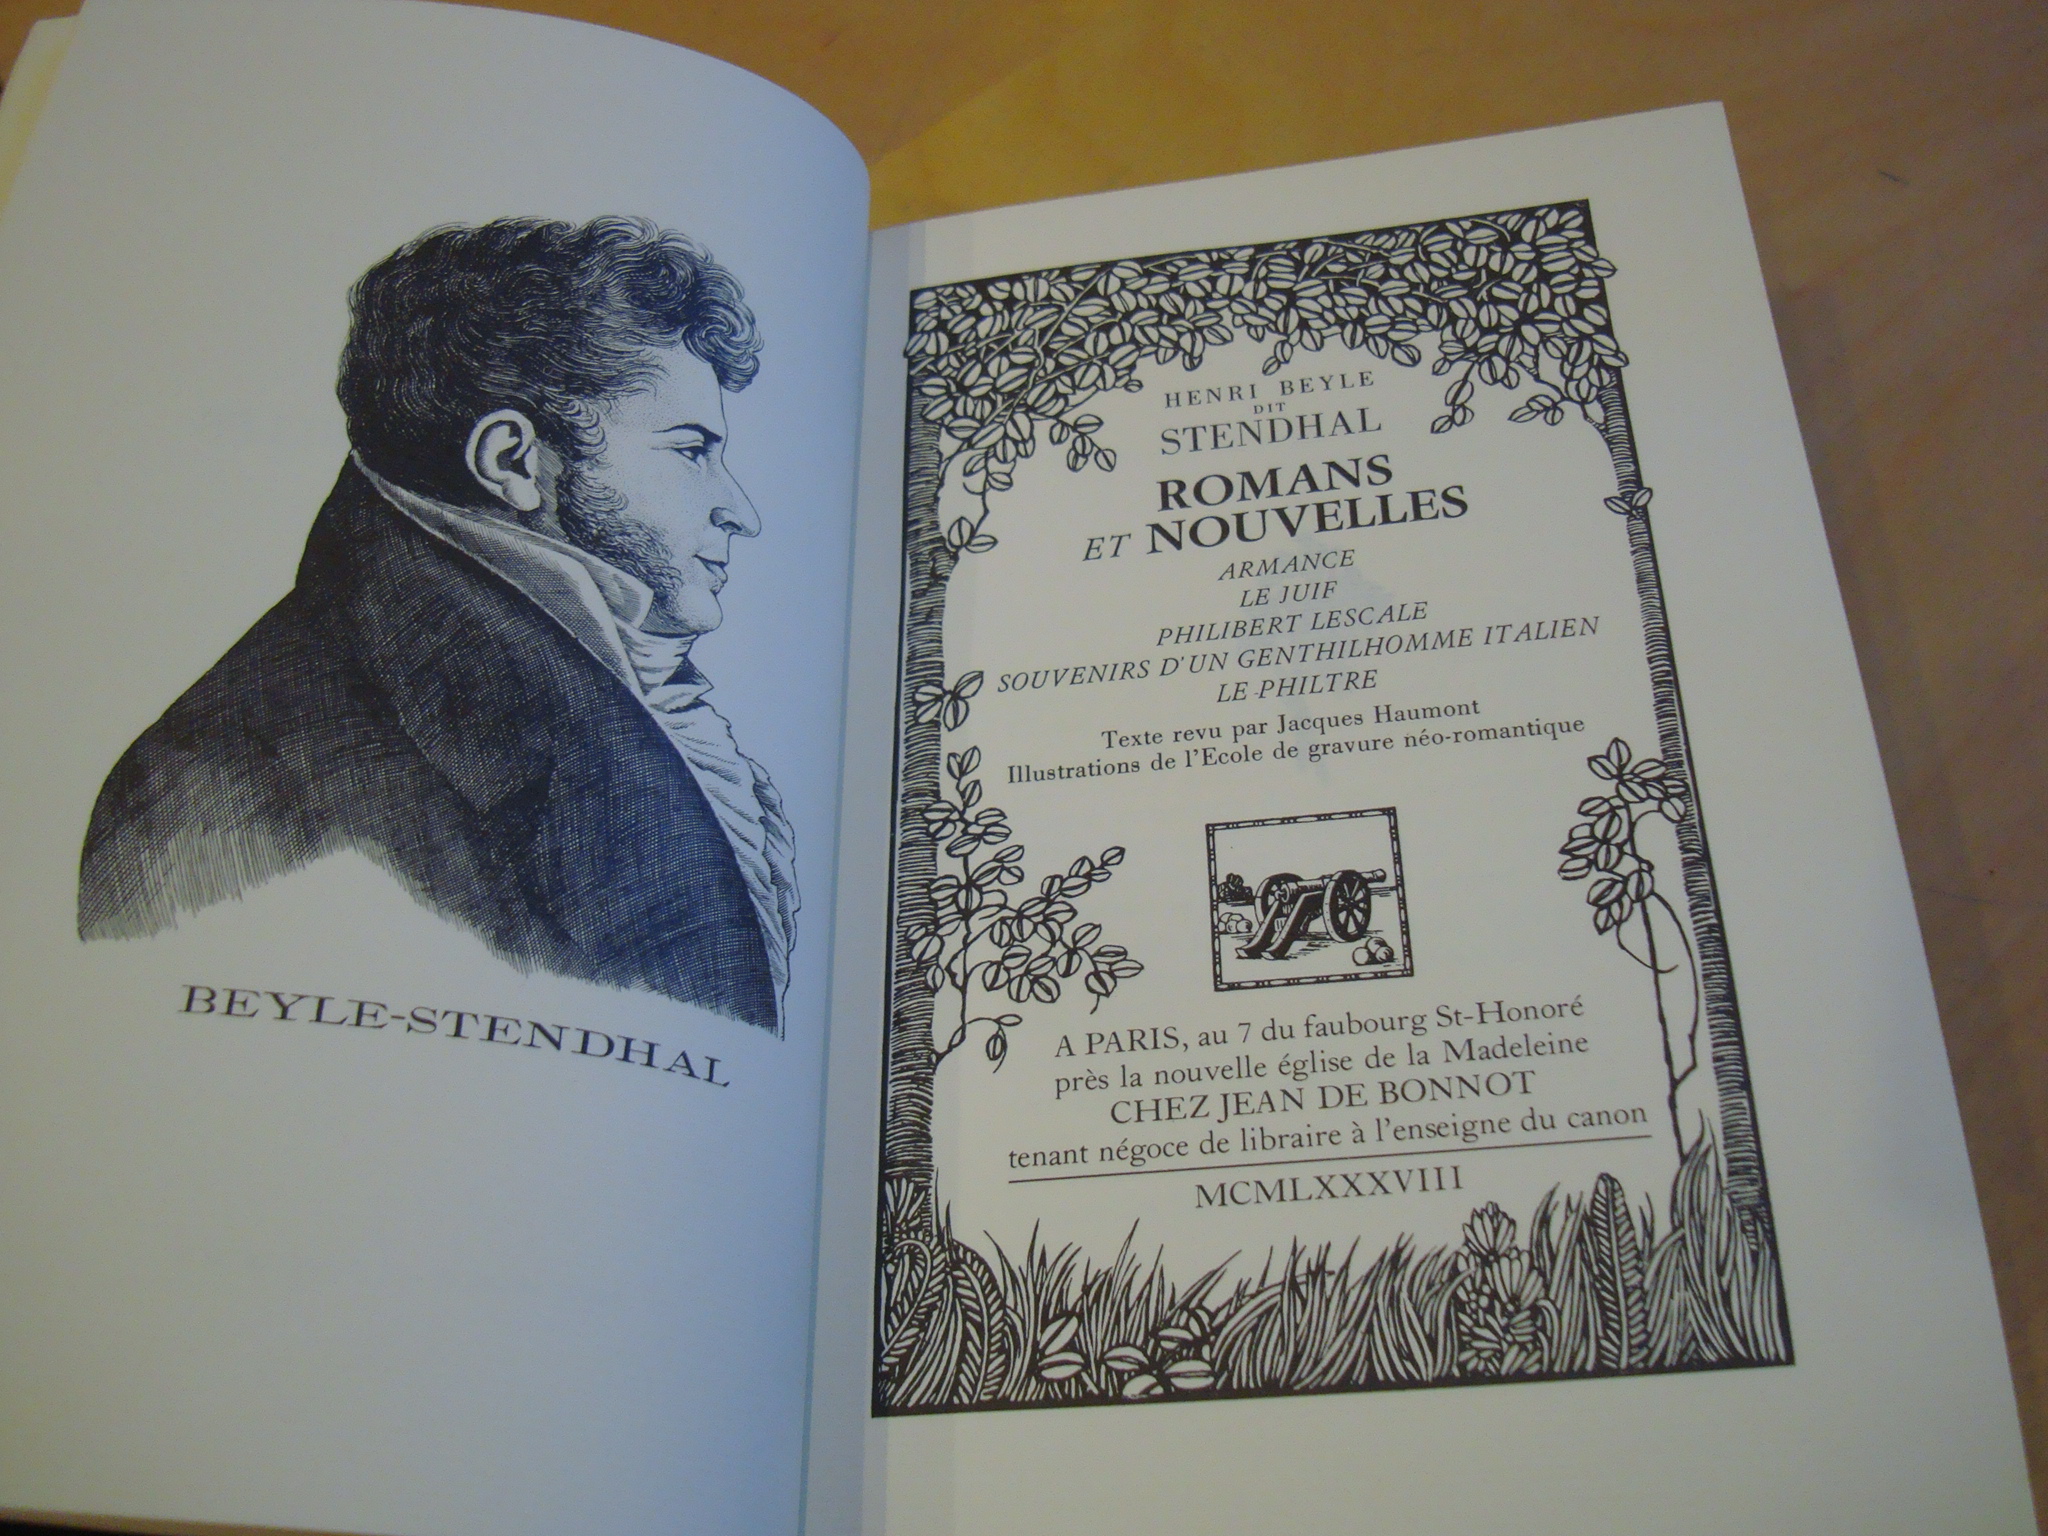 BEYLE-STENDHAL
HENRI BEYLE
DIT
STENDHAL
ROMANS
ET NOUVELLES
ARMANCE
LE JUIF
PHILIBERT LESCALE
SOUVENIRS D'UN GENTHILHOMME ITALIEN
LE PHILTRE
Texte revu par Jacques Haumont
Illustrations de l'Ecole de gravure néo-romantique
A PARIS, au 7 du faubourg St-Honoré
près la nouvelle église de la Madeleine
CHEZ JEAN DE BONNOT
tenant négoce de libraire à l'enseigne du canon
MCMLXXXVIII